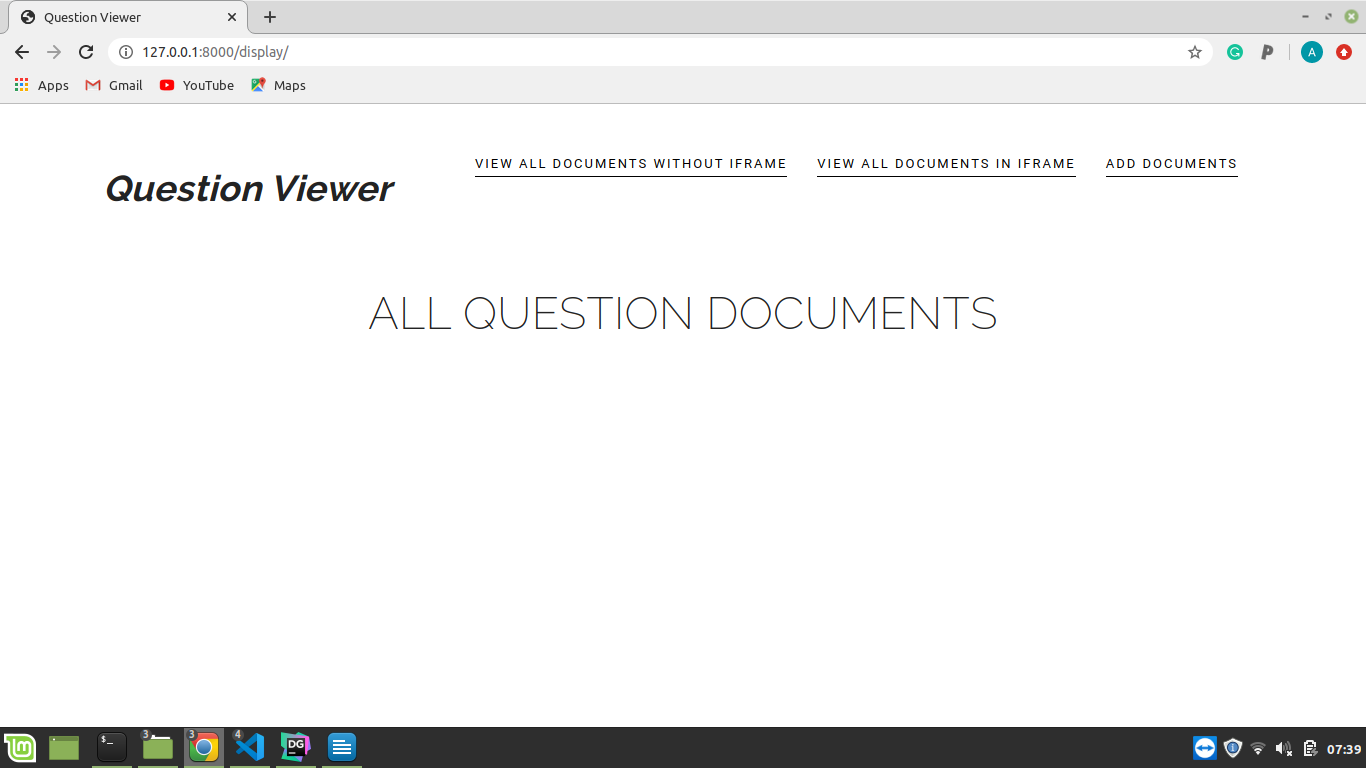 Question Viewer
127.0.0.1:8000/display/
A
Apps Gmail YouTube Maps
Question Viewer
VIEW ALL DOCUMENTS WITHOUT IFRAME VIEW ALL DOCUMENTS IN IFRAME ADD DOCUMENTS
ALL QUESTION DOCUMENTS
$_ 3 3 4 DG 07:39